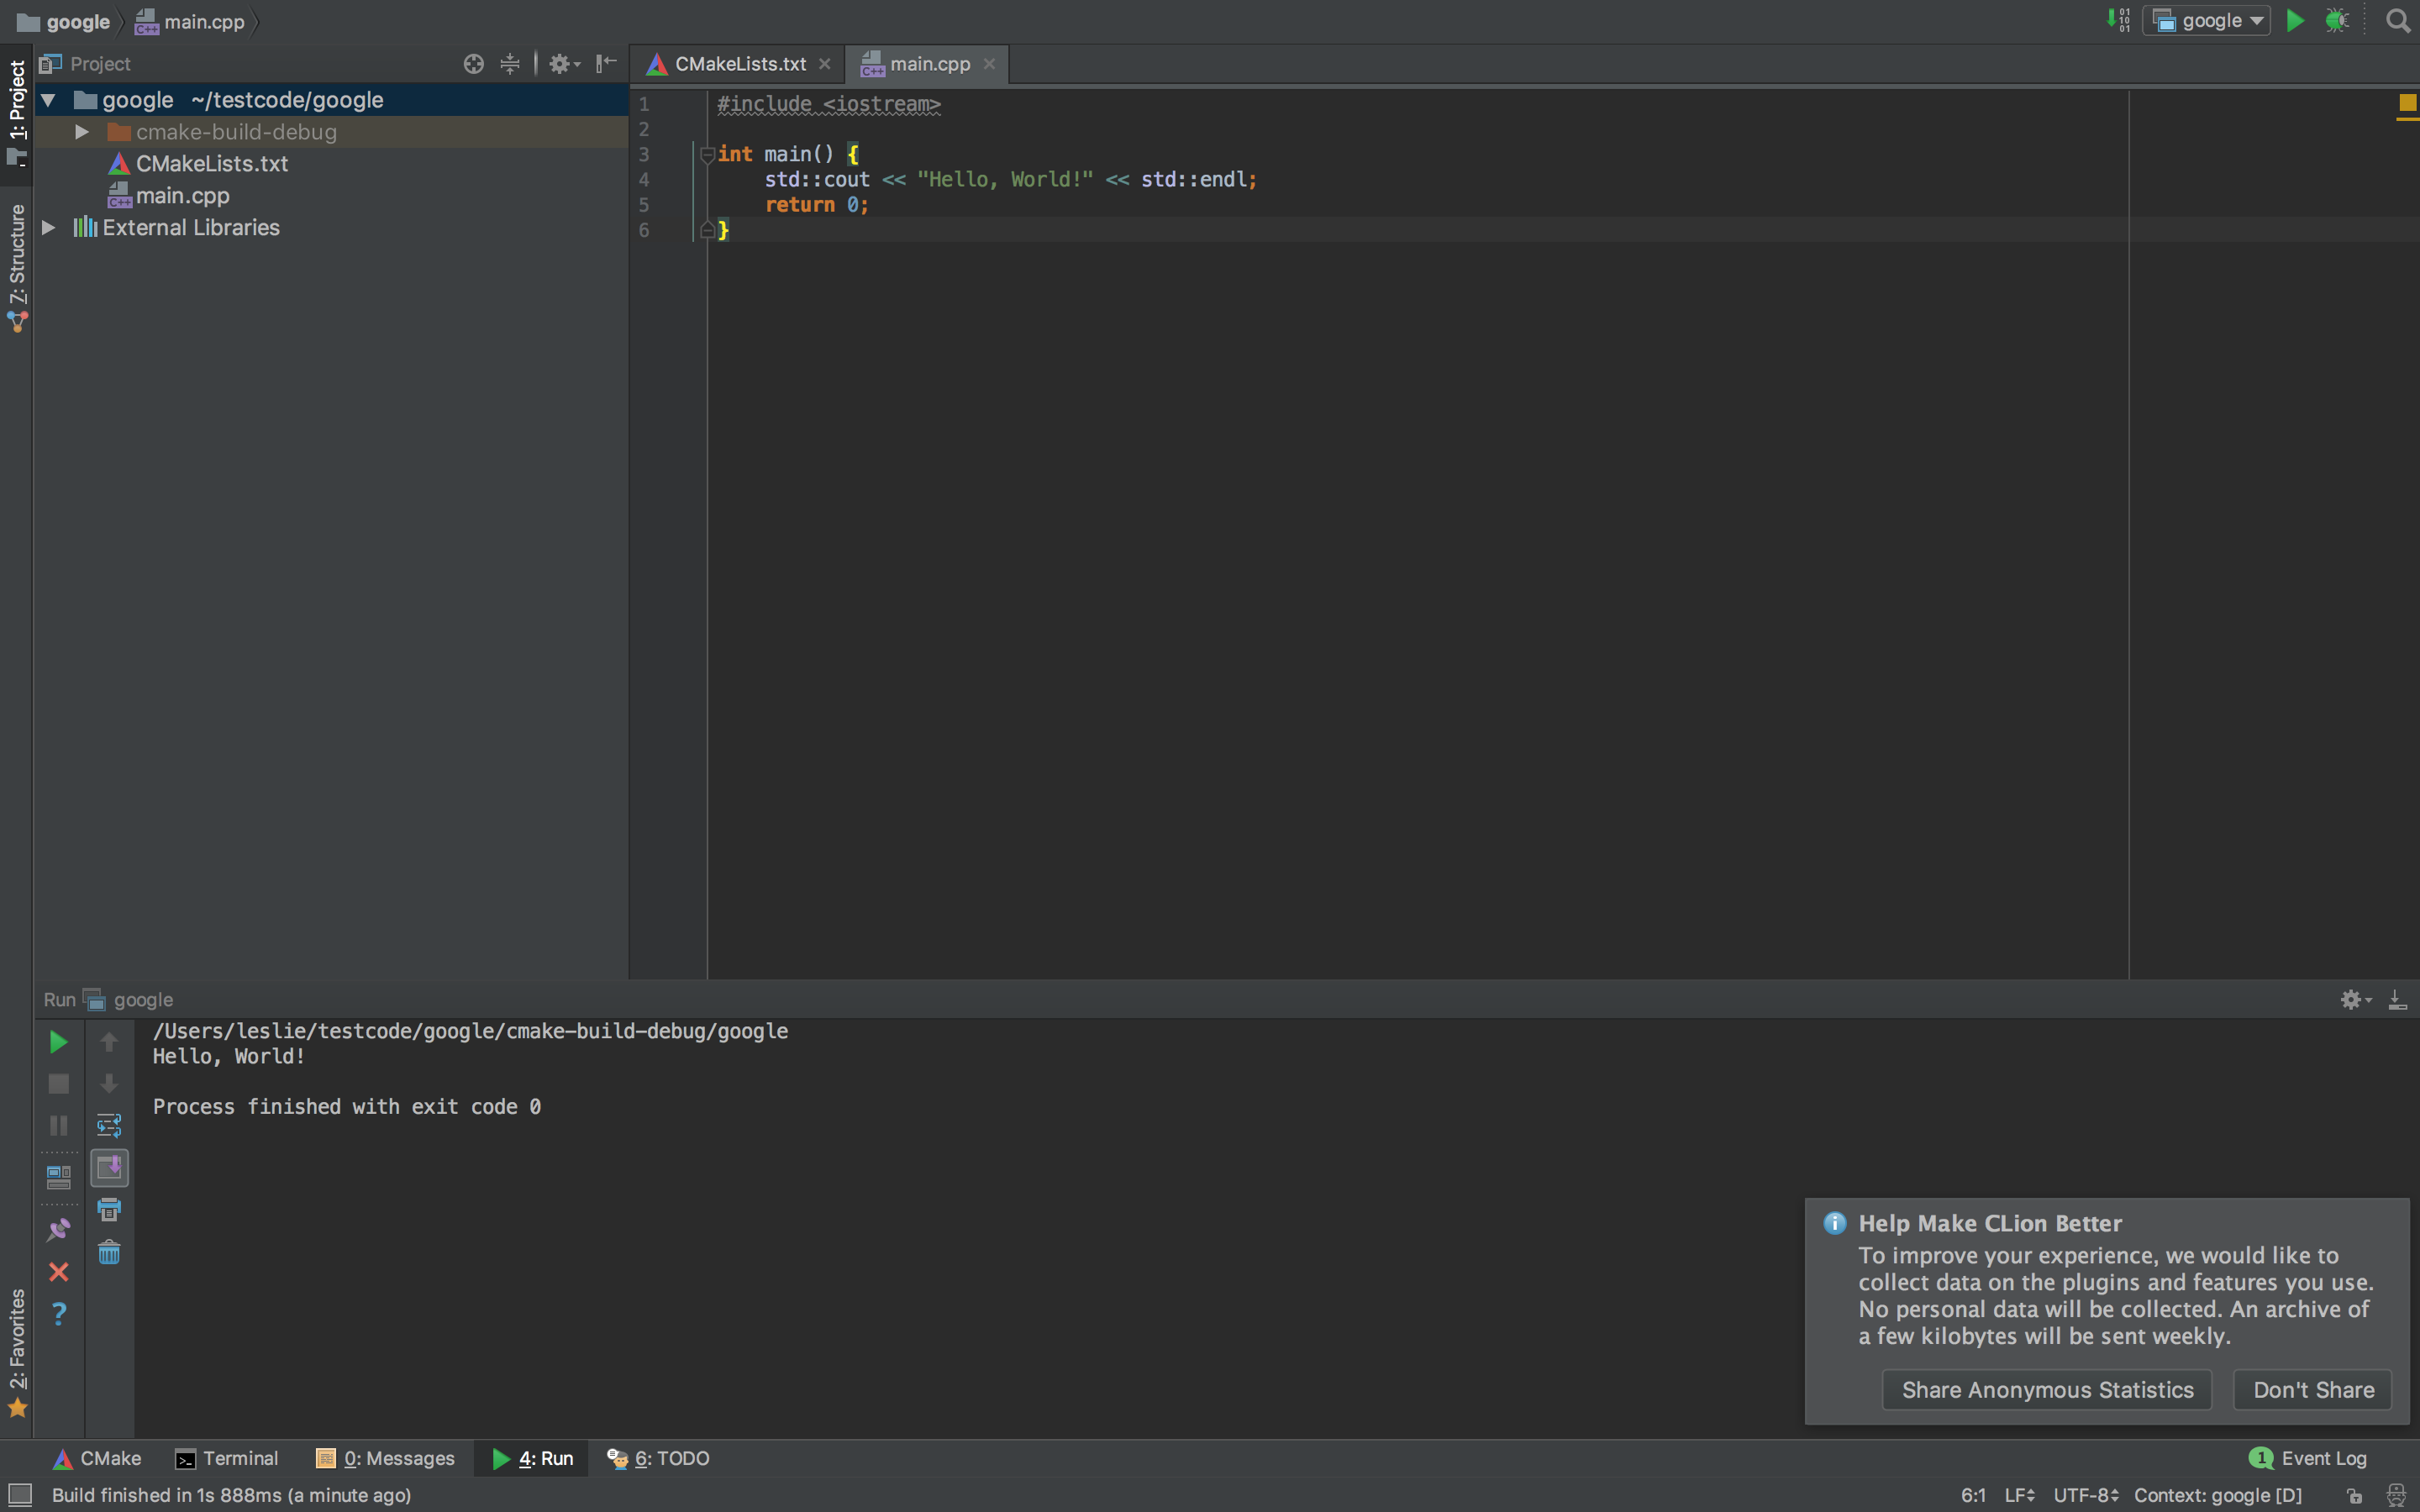 google main.cpp
google
1: Project
Project
CMakeLists.txt
main.cpp
google ~/testcode/google
cmake-build-debug
CMakeLists.txt
main.cpp
External Libraries
7: Structure
1 #include <iostream>
2
3 int main() {
4 std::cout << "Hello, World!" << std::endl;
5 return 0;
6 }
Run google
/Users/leslie/testcode/google/cmake-build-debug/google
Hello, World!
Process finished with exit code 0
2: Favorites
Help Make CLion Better
To improve your experience, we would like to
collect data on the plugins and features you use.
No personal data will be collected. An archive of
a few kilobytes will be sent weekly.
Share Anonymous Statistics Don't Share
CMake Terminal 0: Messages 4: Run 6: TODO
1 Event Log
Build finished in 1s 888ms (a minute ago)
6:1 LF UTF-8 Context: google [D]